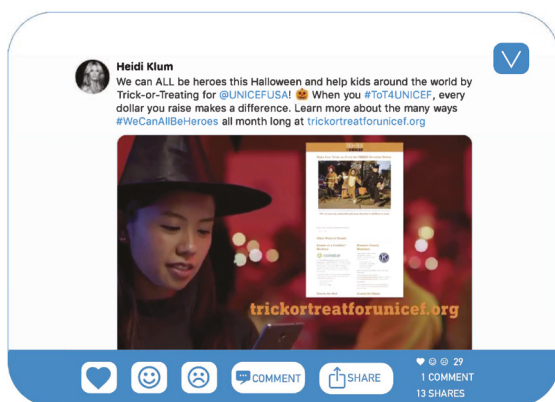 Heidi Klum
We can ALL be heroes this Halloween and help kids around the world by
Trick-or-Treating for @UNICEFUSA! 🎃 When you #ToT4UNICEF, every
dollar you raise makes a difference. Learn more about the many ways
#WeCanAllBeHeroes all month long at trickortreatforunicef.org
trickortreatforunicef.org
COMMENT
SHARE
29
1 COMMENT
13 SHARES